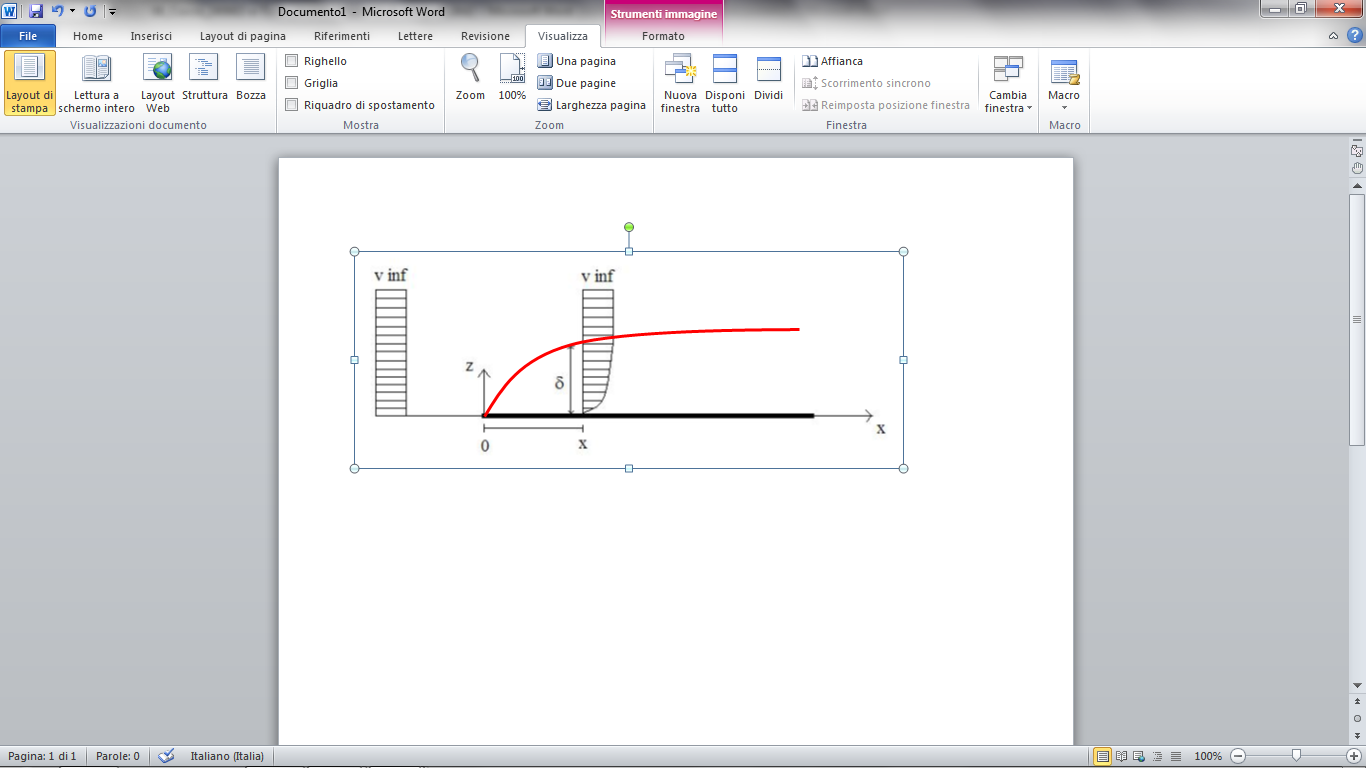 Documento1 - Microsoft Word
Strumenti immagine
File Home Inserisci Layout di pagina Riferimenti Lettere Revisione Visualizza Formato
Layout di stampa
Lettura a schermo intero
Layout Web
Struttura
Bozza
Visualizzazioni documento
Righello
Griglia
Riquadro di spostamento
Mostra
Zoom
100%
Una pagina
Due pagine
Larghezza pagina
Zoom
Nuova finestra
Disponi tutto
Dividi
Affianca
Scorrimento sincrono
Reimposta posizione finestra
Cambia finestra
Finestra
Macro
Macro
v inf
v inf
z
δ
0
x
x
Pagina: 1 di 1 Parole: 0 Italiano (Italia) 100%